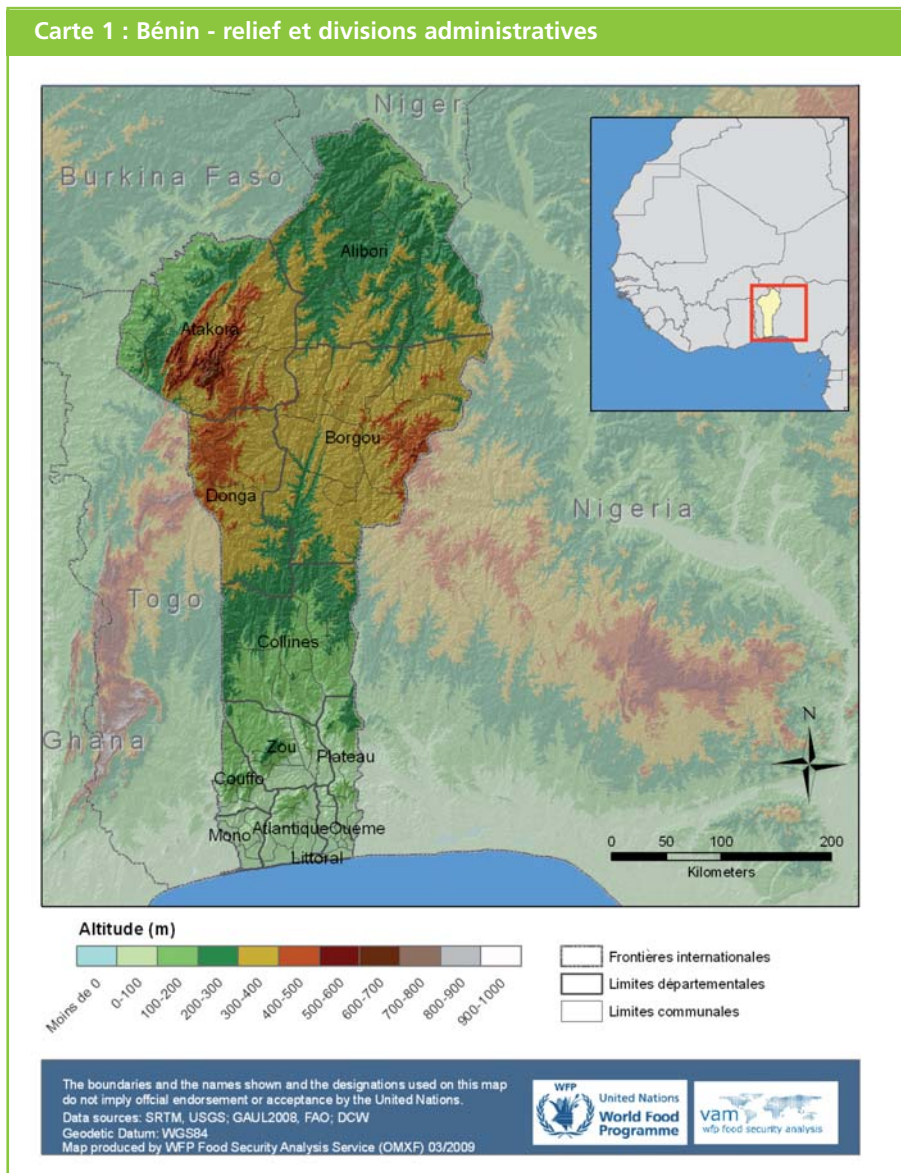 Carte 1 : Bénin - relief et divisions administratives
Niger
Burkina Faso
Alibori
Atakora
Borgou
Donga
Nigeria
Togo
Collines
N
Ghana
Zou
Plateau
Couffo
Mono
Atlantique
Oueme
Littoral
0 50 100 200
Kilometers
Altitude (m)
Moins de 0
0-100
100-200
200-300
300-400
400-500
500-600
600-700
700-800
800-900
900-1000
Frontières internationales
Limites départementales
Limites communales
The boundaries and the names shown and the designations used on this map
do not imply offcial endorsement or acceptance by the United Nations.
Data sources: SRTM, USGS; GAUL2008, FAO; DCW
Geodetic Datum: WGS84
Map produced by WFP Food Security Analysis Service (OMXF) 03/2009
WFP
United Nations
World Food
Programme
vam
wfp food security analysis